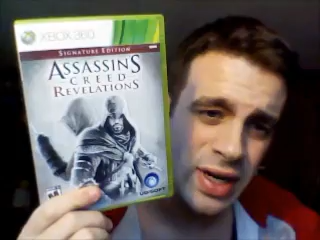 XBOX 360
SIGNATURE EDITION
ASSASSIN'S
CREED
REVELATIONS
UBISOFT